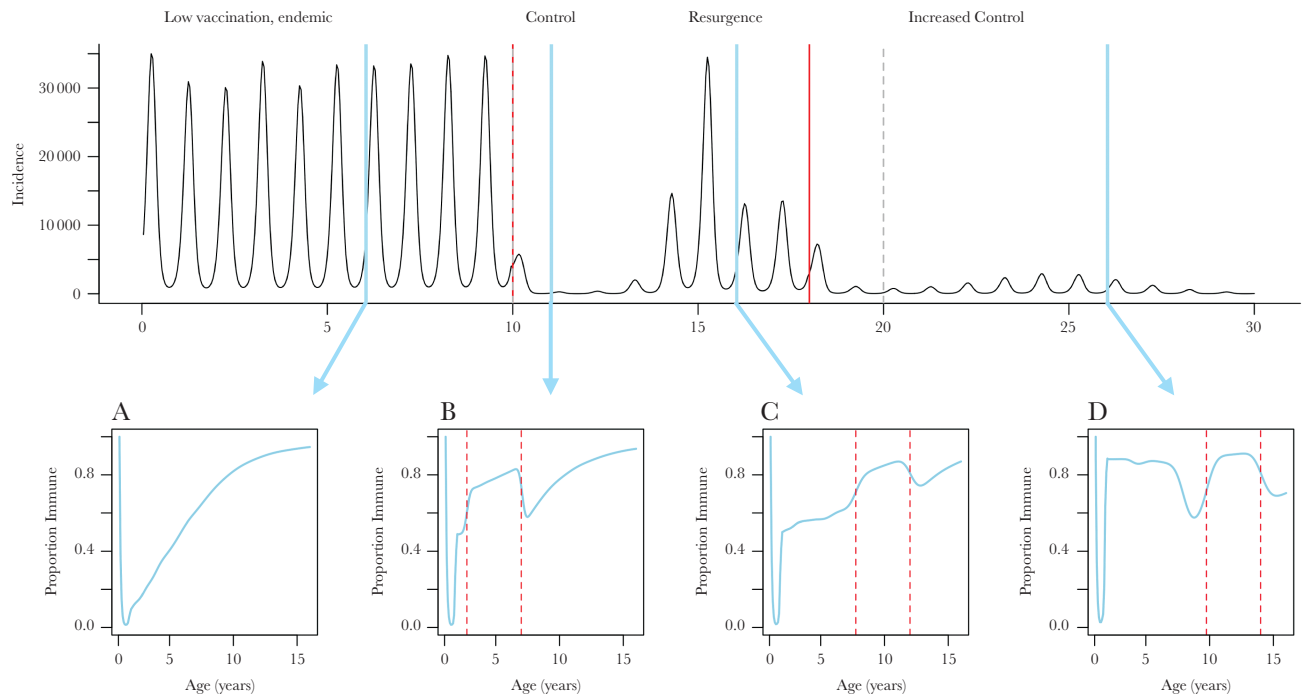 Low vaccination, endemic Control Resurgence Increased Control
Incidence
30 000
20 000
10 000
0
0 5 10 15 20 25 30
A B C D
Proportion Immune Proportion Immune Proportion Immune Proportion Immune
0.8 0.8 0.8 0.8
0.4 0.4 0.4 0.4
0.0 0.0 0.0 0.0
0 5 10 15 0 5 10 15 0 5 10 15 0 5 10 15
Age (years) Age (years) Age (years) Age (years)